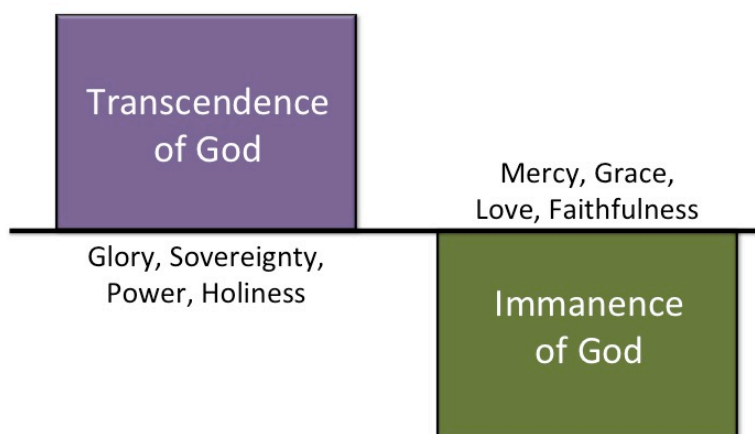 Transcendence
of God
Glory, Sovereignty,
Power, Holiness
Mercy, Grace,
Love, Faithfulness
Immanence
of God